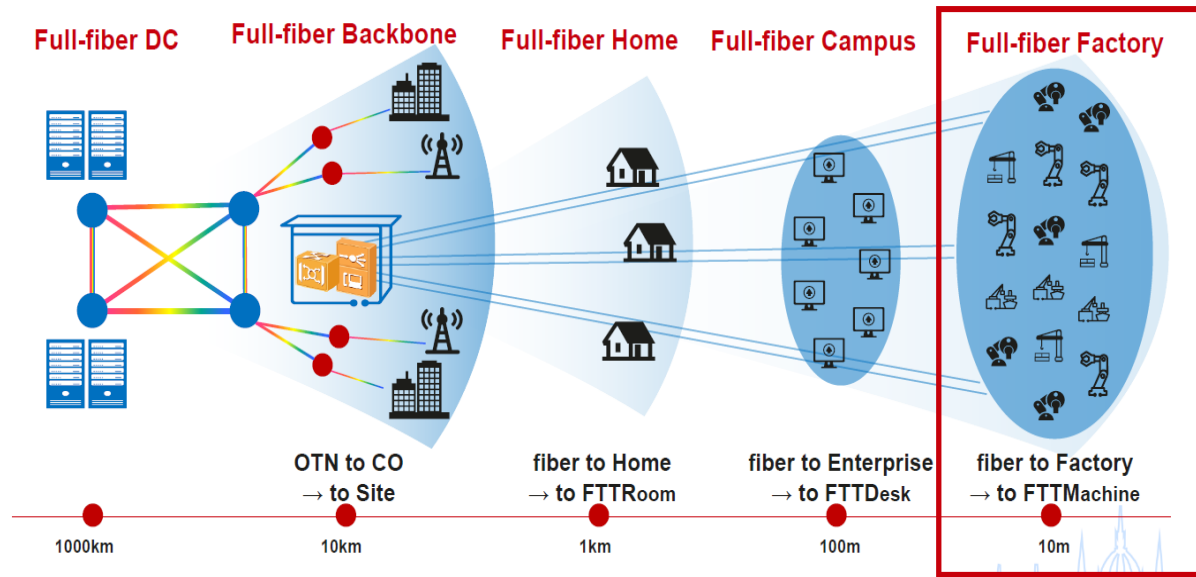 Full-fiber DC
Full-fiber Backbone
Full-fiber Home
Full-fiber Campus
Full-fiber Factory
OTN to CO
→ to Site
fiber to Home
→ to FTTRoom
fiber to Enterprise
→ to FTTDesk
fiber to Factory
→ to FTTMachine
1000km
10km
1km
100m
10m